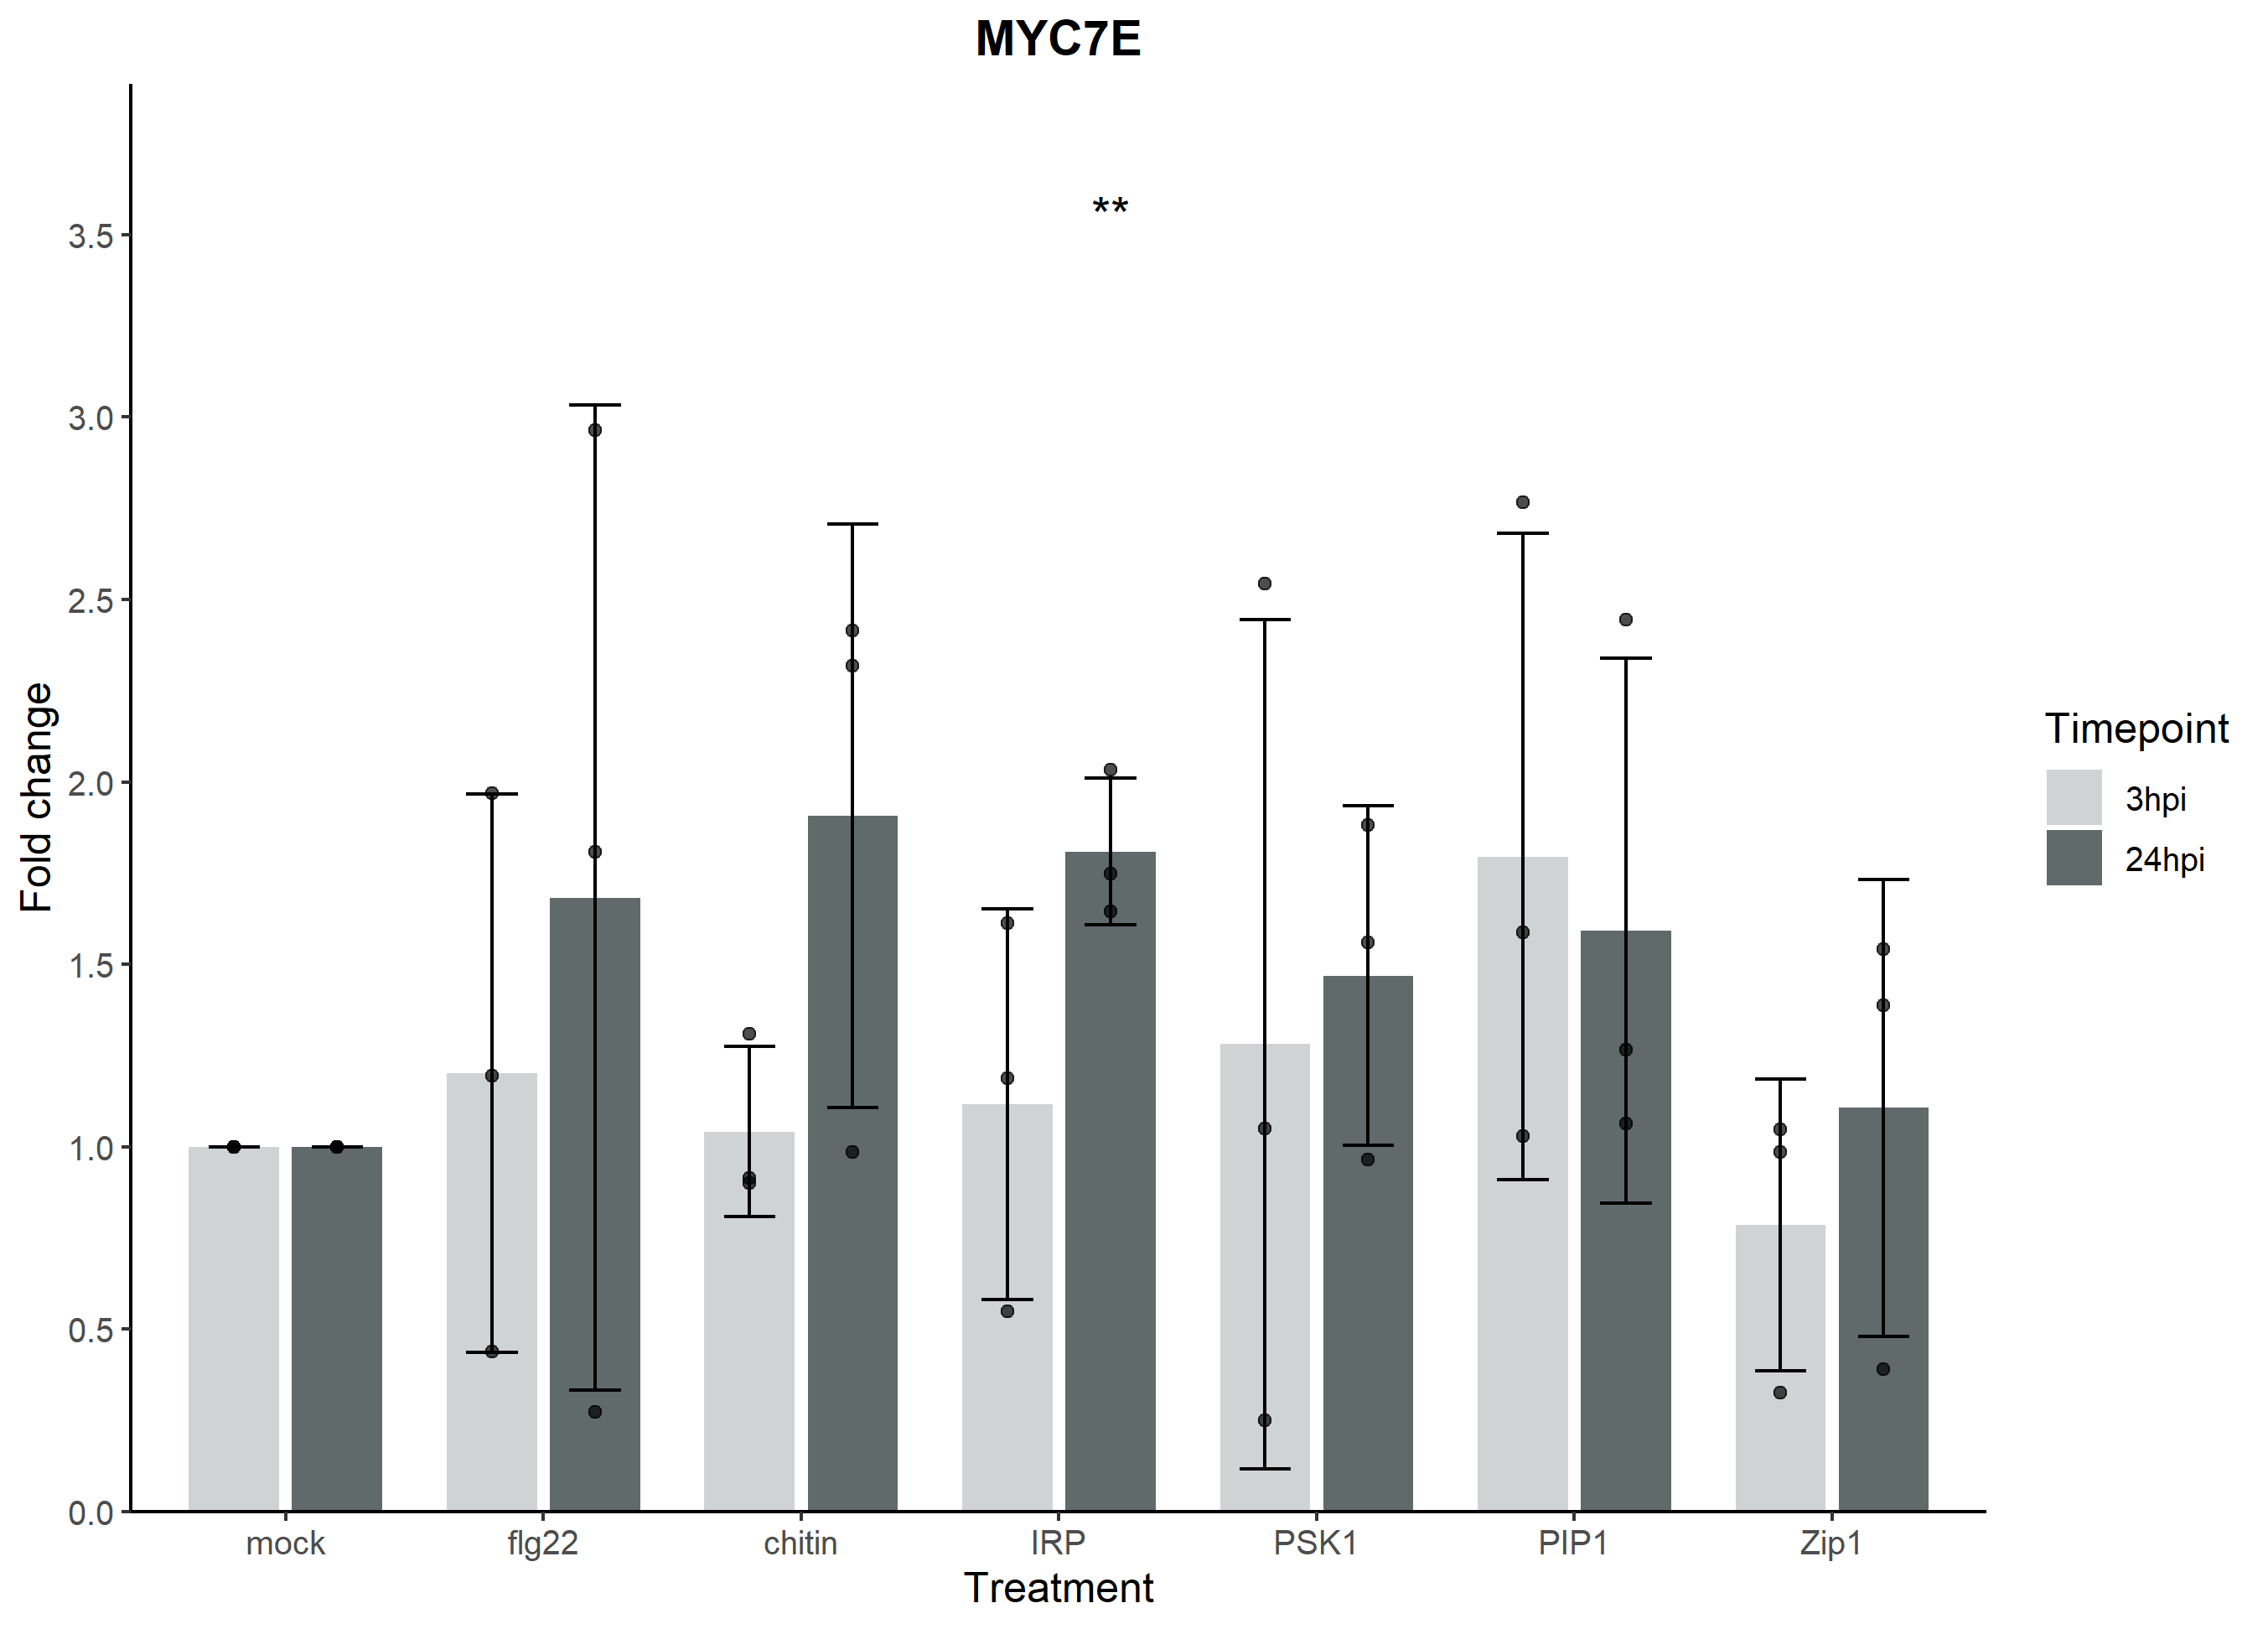 MYC7E
**
3.5
3.0
2.5
2.0
1.5
1.0
0.5
0.0
Fold change
mock flg22 chitin IRP PSK1 PIP1 Zip1
Treatment
Timepoint
3hpi
24hpi